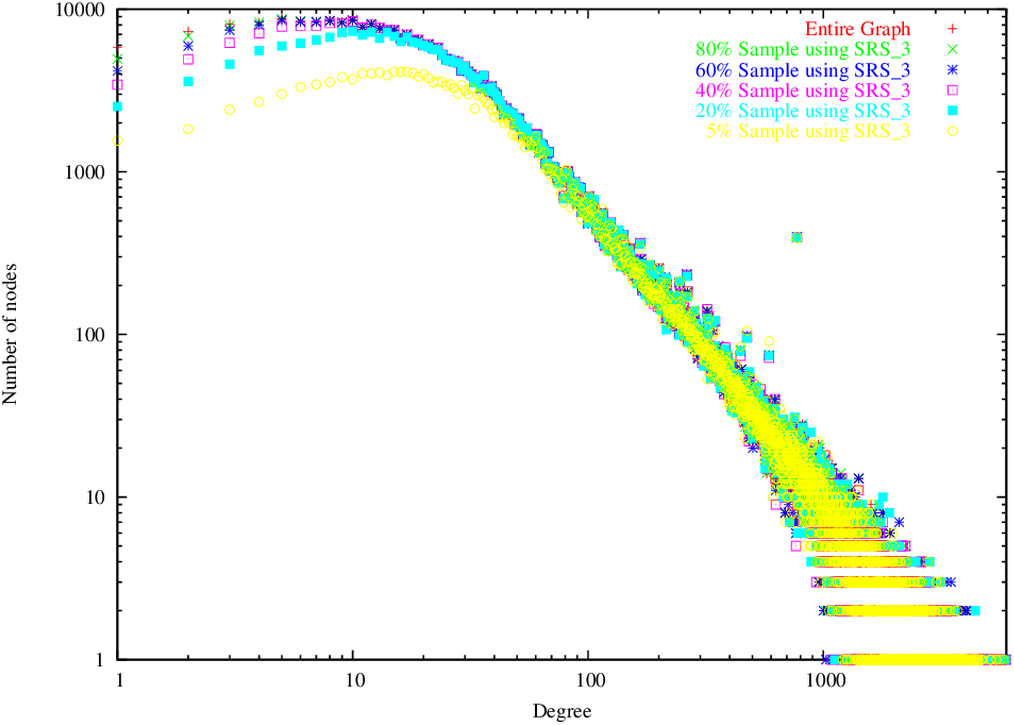 10000
1000
100
10
1
1
10
100
1000
Number of nodes
Degree
Entire Graph
80% Sample using SRS_3
60% Sample using SRS_3
40% Sample using SRS_3
20% Sample using SRS_3
5% Sample using SRS_3